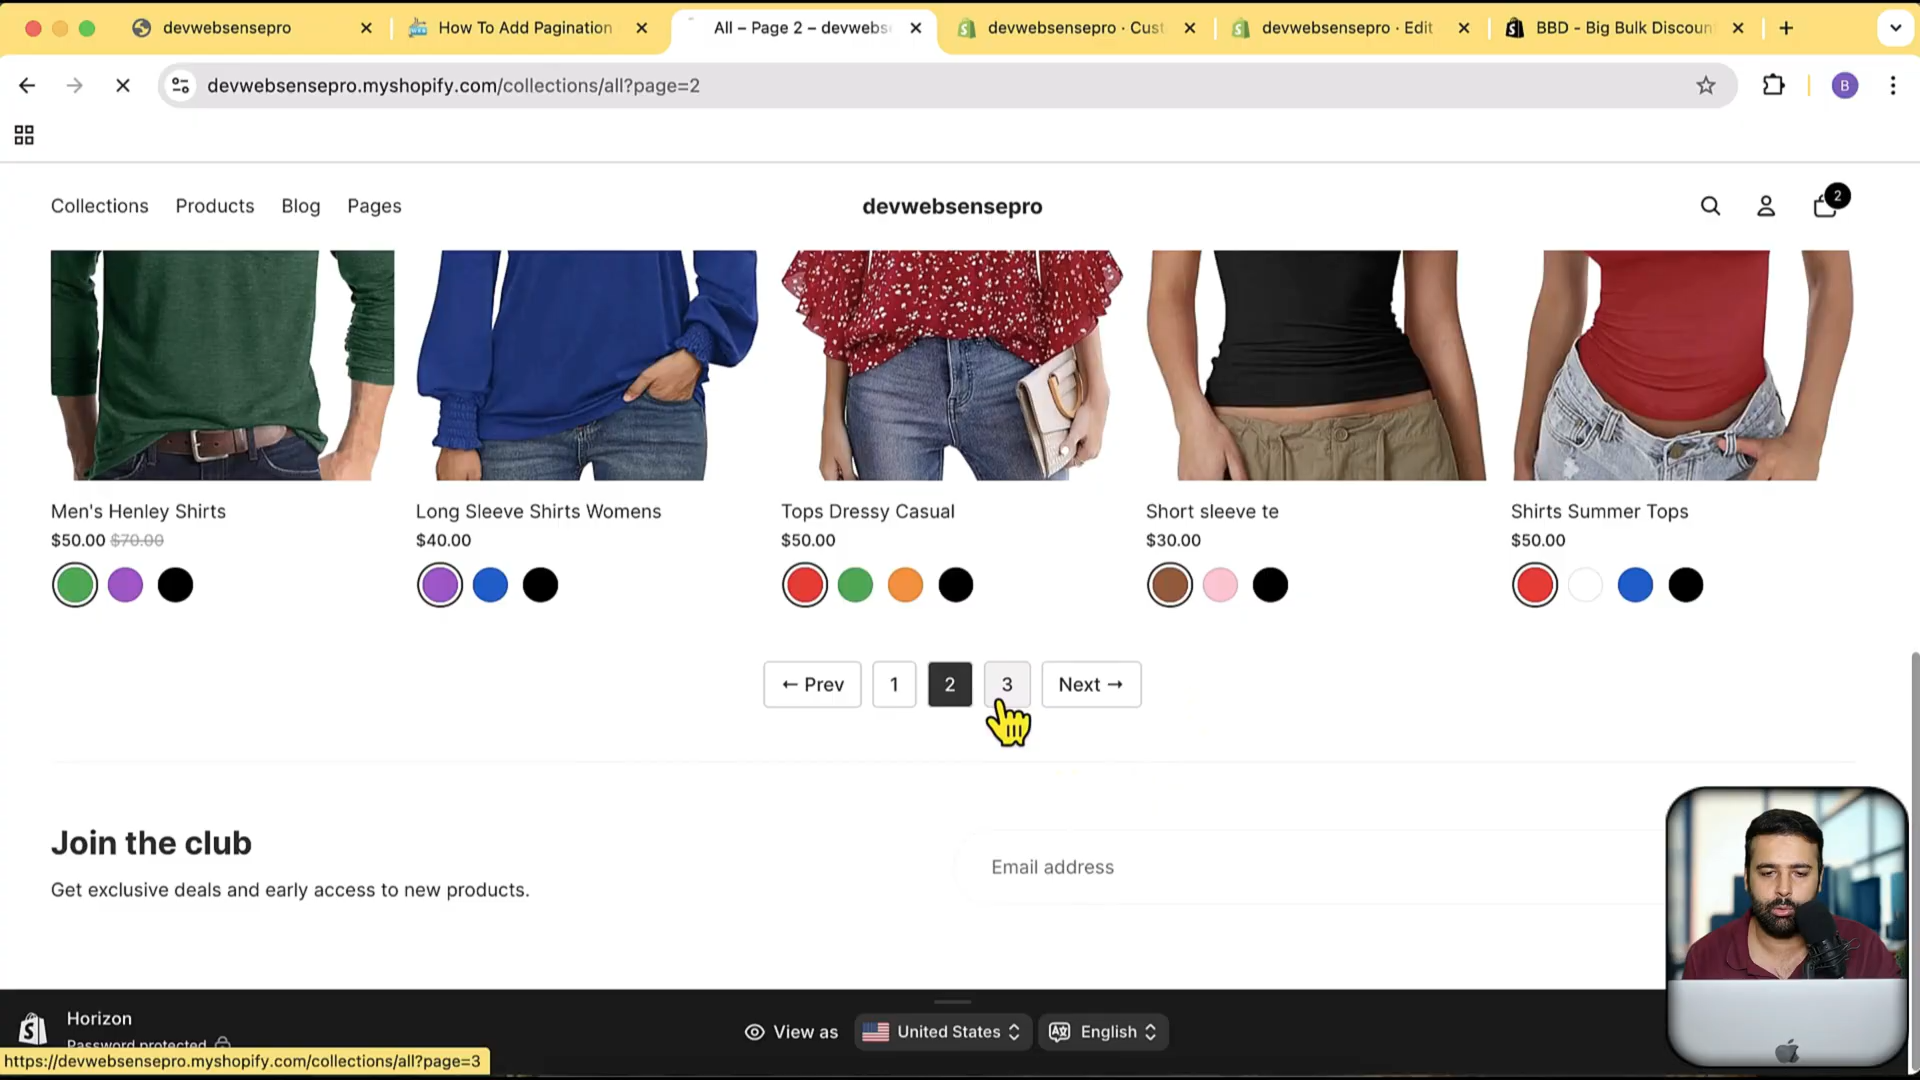 devwebsensepro
How To Add Pagination
All – Page 2 – devwebs
devwebsensepro · Cust
devwebsensepro · Edit
BBD - Big Bulk Discoun
devwebsensepro.myshopify.com/collections/all?page=2
B
Collections Products Blog Pages
devwebsensepro
2
Men's Henley Shirts
$50.00 $70.00
Long Sleeve Shirts Womens
$40.00
Tops Dressy Casual
$50.00
Short sleeve te
$30.00
Shirts Summer Tops
$50.00
← Prev 1 2 3 Next →
Join the club
Get exclusive deals and early access to new products.
Email address
Horizon
Password protected
View as
United States
English
https://devwebsensepro.myshopify.com/collections/all?page=3